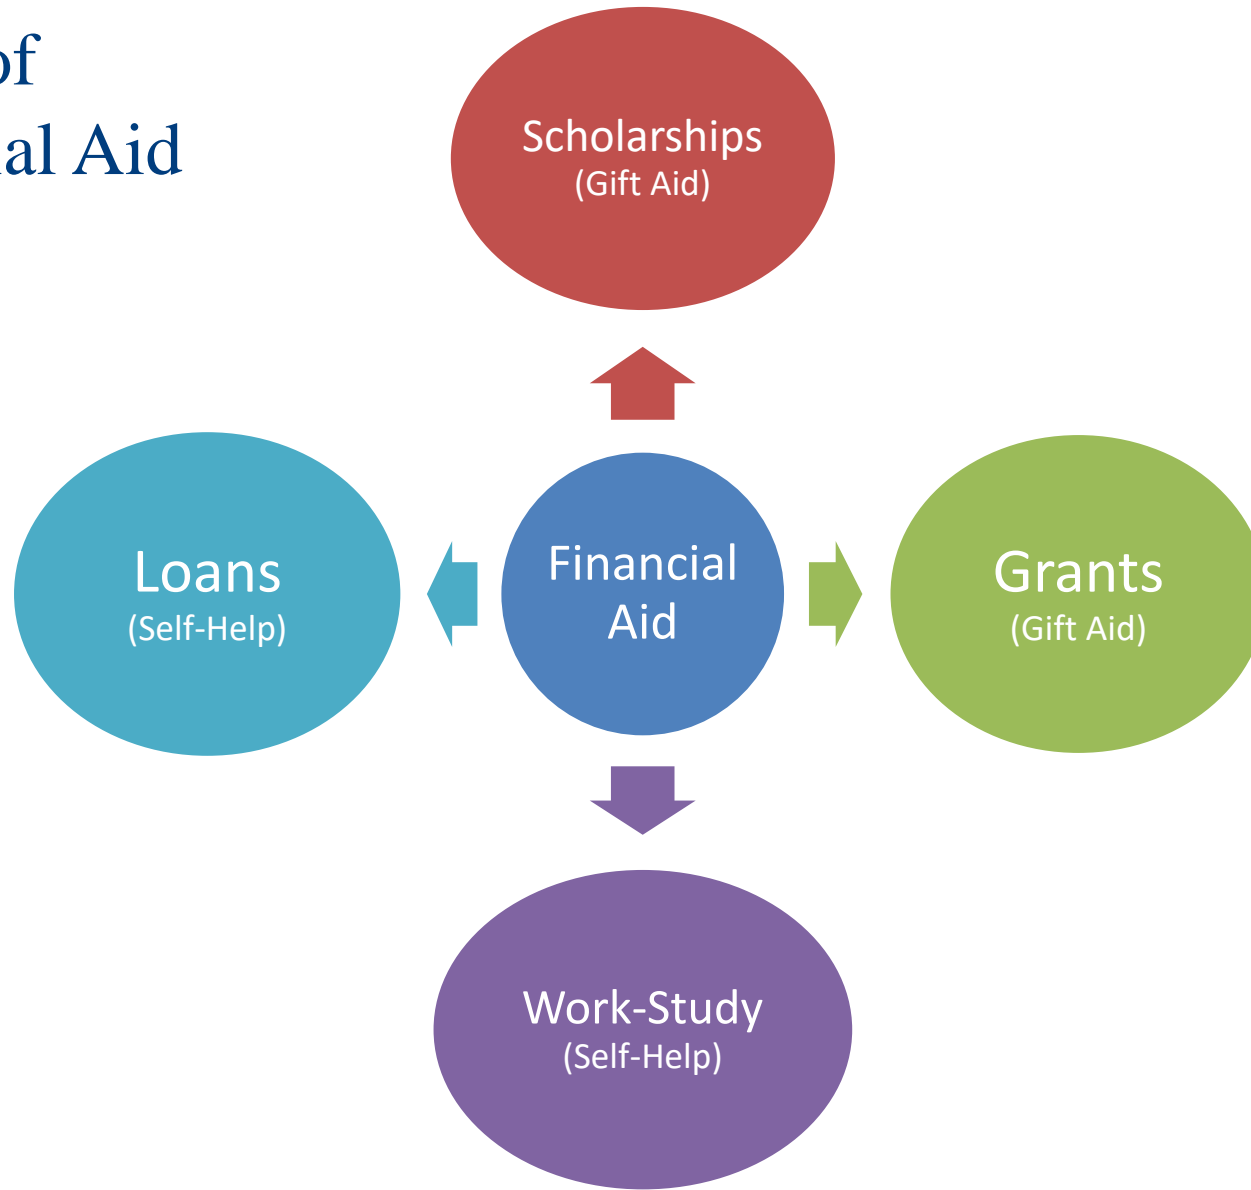 of
al Aid
Scholarships
(Gift Aid)
Loans
(Self-Help)
Financial
Aid
Grants
(Gift Aid)
Work-Study
(Self-Help)